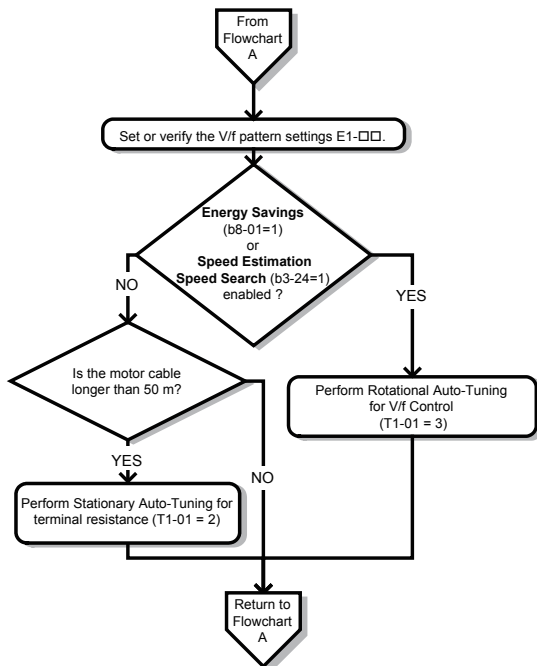 From
Flowchart
A
Set or verify the V/f pattern settings E1-□□.
Energy Savings
(b8-01=1)
or
Speed Estimation
Speed Search (b3-24=1)
enabled ?
NO
YES
Is the motor cable
longer than 50 m?
Perform Rotational Auto-Tuning
for V/f Control
(T1-01 = 3)
YES
NO
Perform Stationary Auto-Tuning for
terminal resistance (T1-01 = 2)
Return to
Flowchart
A